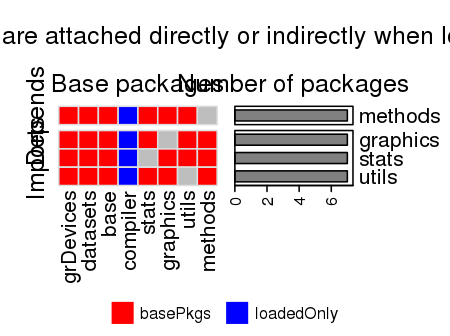 are attached directly or indirectly when l
Base packages
Number of packages
Depends
Imports
methods
graphics
stats
utils
0
2
4
6
grDevices
datasets
base
compiler
stats
graphics
utils
methods
basePkgs
loadedOnly